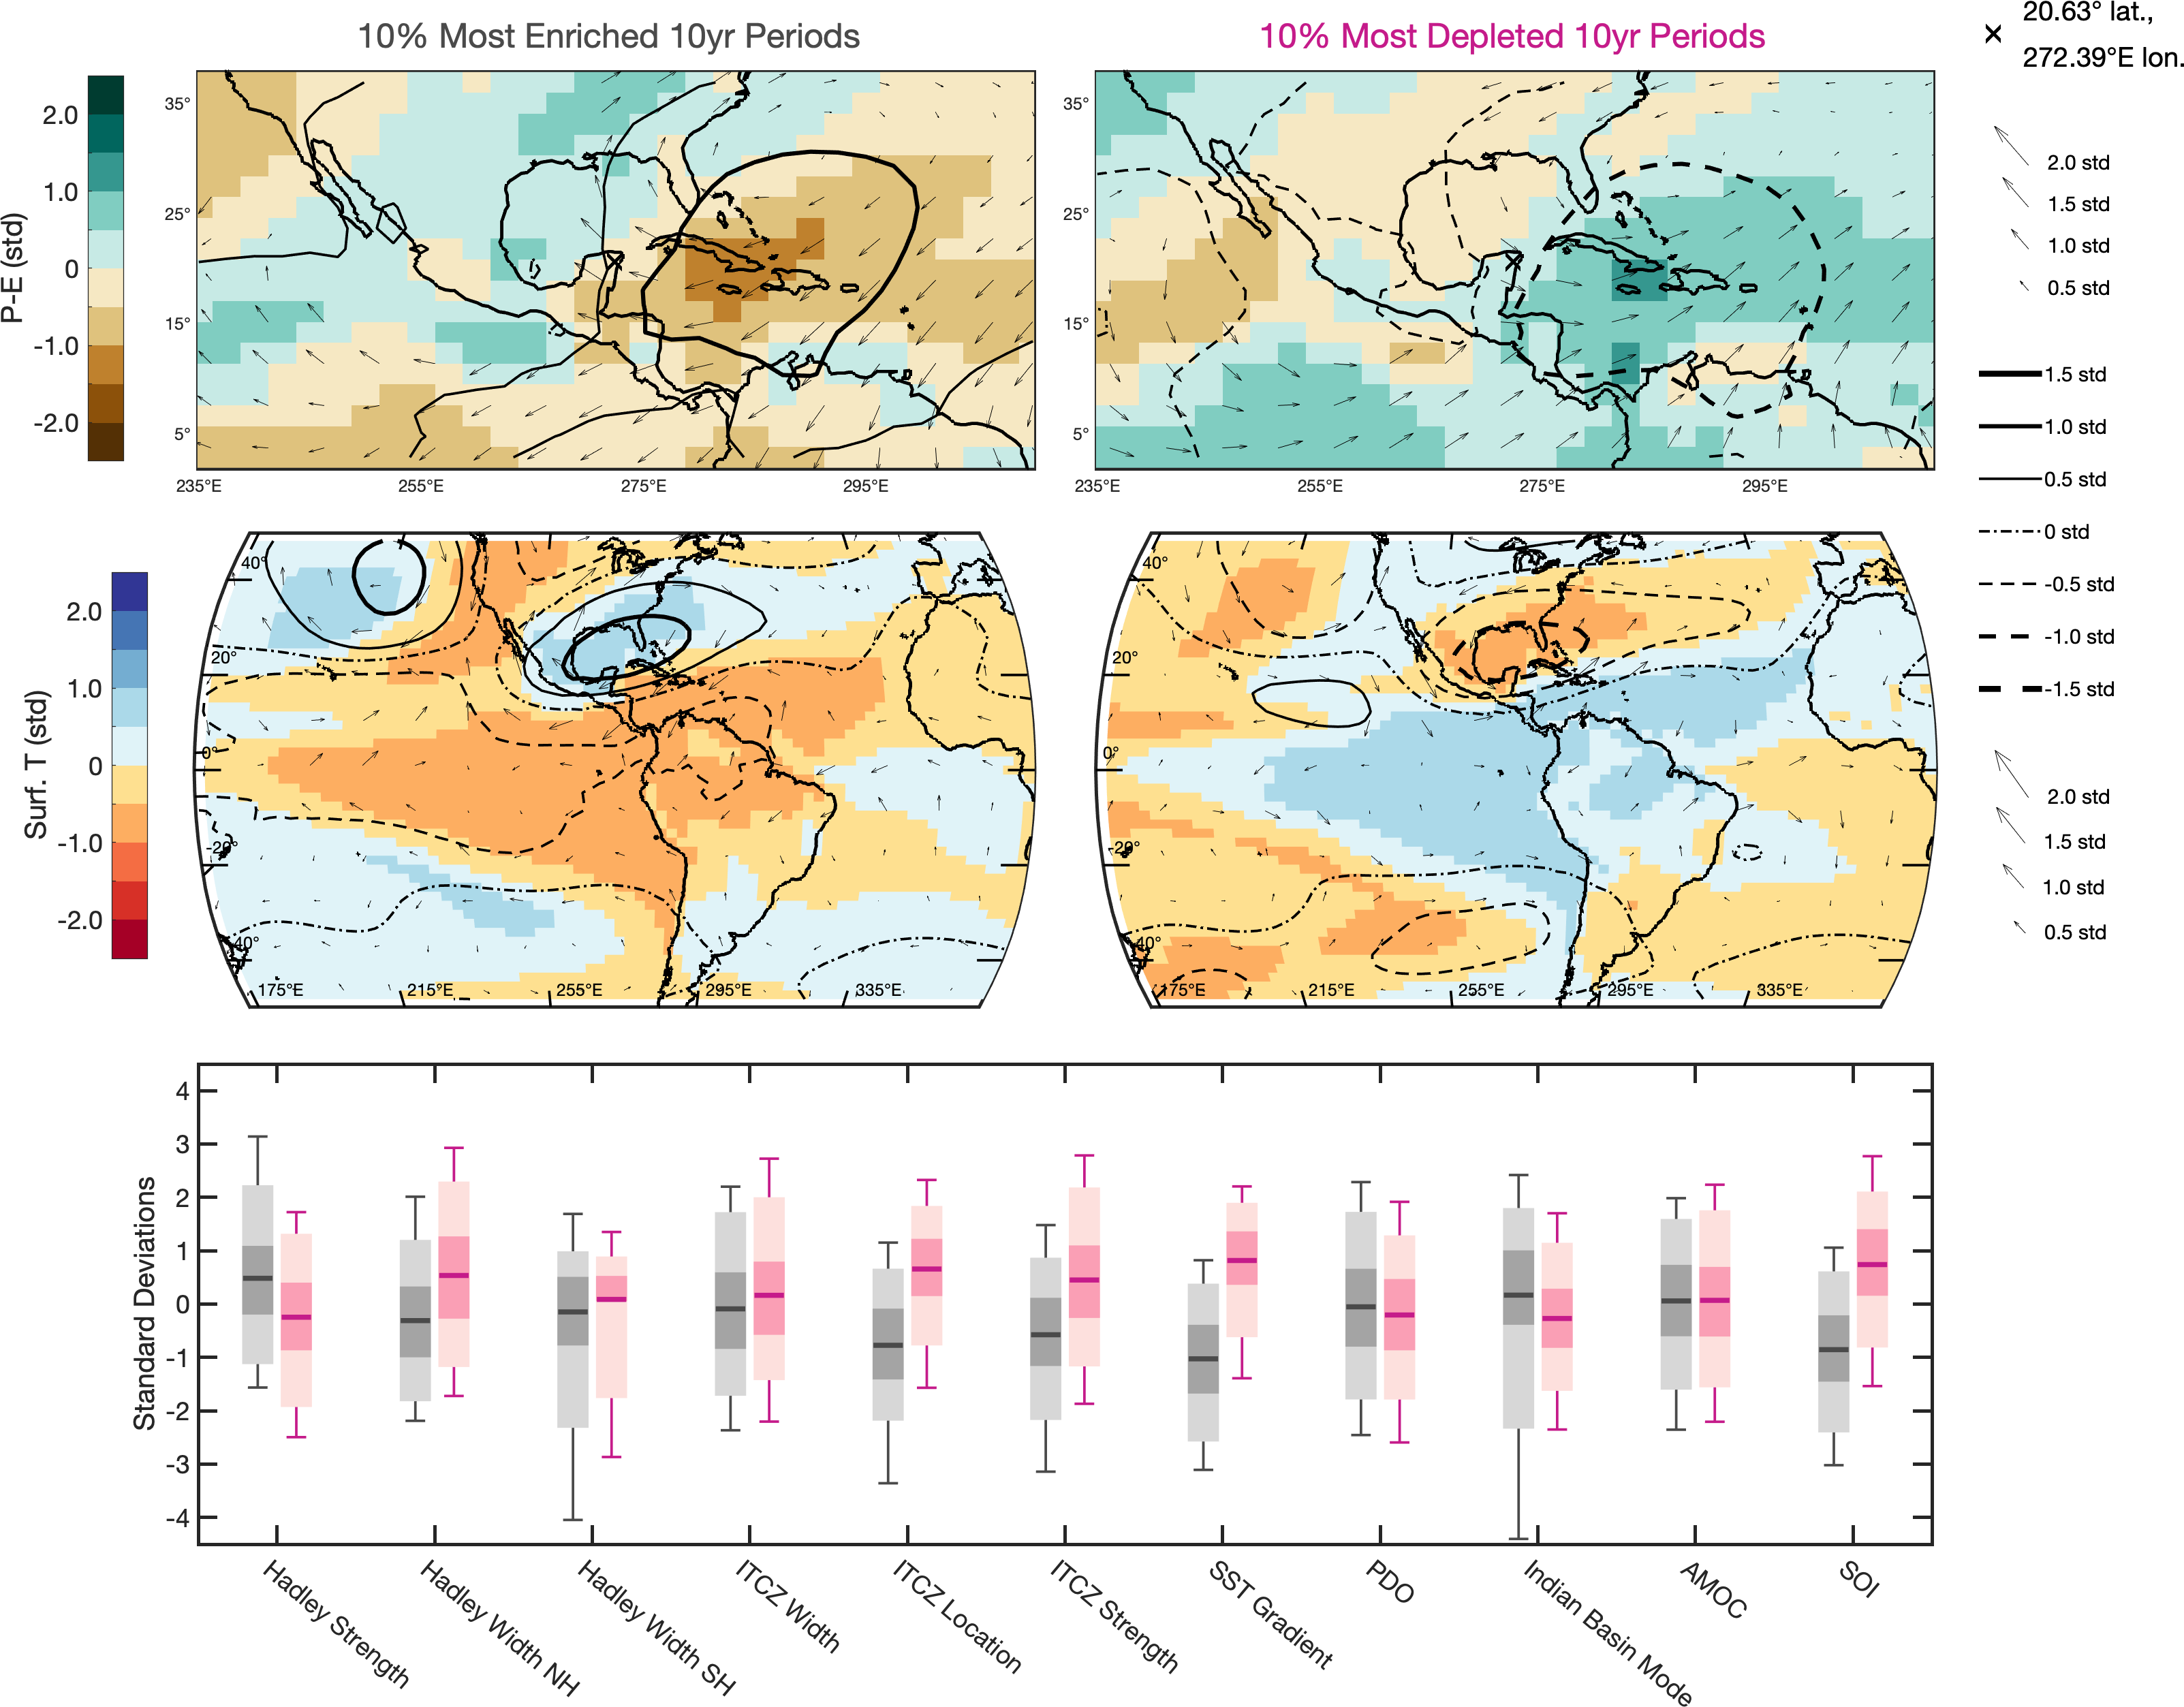 10% Most Enriched 10yr Periods
10% Most Depleted 10yr Periods
20.63° lat.,
272.39°E lon.
P-E (std)
2.0
1.0
0
-1.0
-2.0
35°
25°
15°
5°
235°E
255°E
275°E
295°E
35°
25°
15°
5°
235°E
255°E
275°E
295°E
2.0 std
1.5 std
1.0 std
0.5 std
1.5 std
1.0 std
0.5 std
0 std
-0.5 std
-1.0 std
-1.5 std
Surf. T (std)
2.0
1.0
0
-1.0
-2.0
40°
20°
0°
-20°
-40°
175°E
215°E
255°E
295°E
335°E
40°
20°
0°
-20°
-40°
175°E
215°E
255°E
295°E
335°E
2.0 std
1.5 std
1.0 std
0.5 std
Standard Deviations
4
3
2
1
0
-1
-2
-3
-4
Hadley Strength
Hadley Width NH
Hadley Width SH
ITCZ Width
ITCZ Location
ITCZ Strength
SST Gradient
PDO
Indian Basin Mode
AMOC
SOI